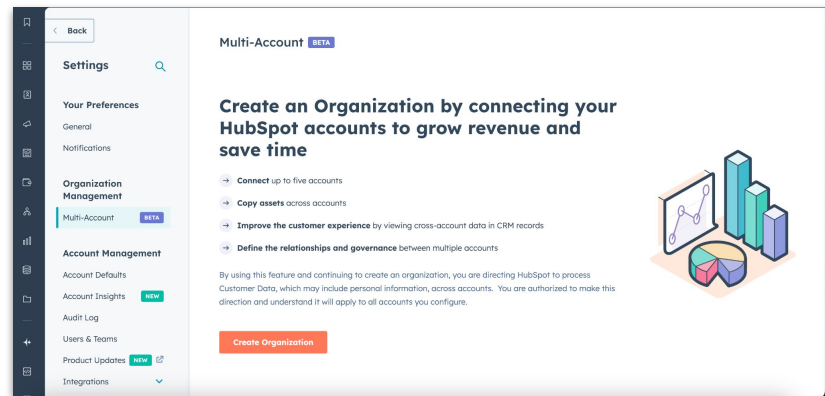 Back
Settings
Your Preferences
General
Notifications
Organization
Management
Multi-Account BETA
Account Management
Account Defaults
Account Insights NEW
Audit Log
Users & Teams
Product Updates NEW
Integrations
Multi-Account BETA
Create an Organization by connecting your
HubSpot accounts to grow revenue and
save time
→ Connect up to five accounts
→ Copy assets across accounts
→ Improve the customer experience by viewing cross-account data in CRM records
→ Define the relationships and governance between multiple accounts
By using this feature and continuing to create an organization, you are directing HubSpot to process
Customer Data, which may include personal information, across accounts. You are authorized to make this
direction and understand it will apply to all accounts you configure.
Create Organization